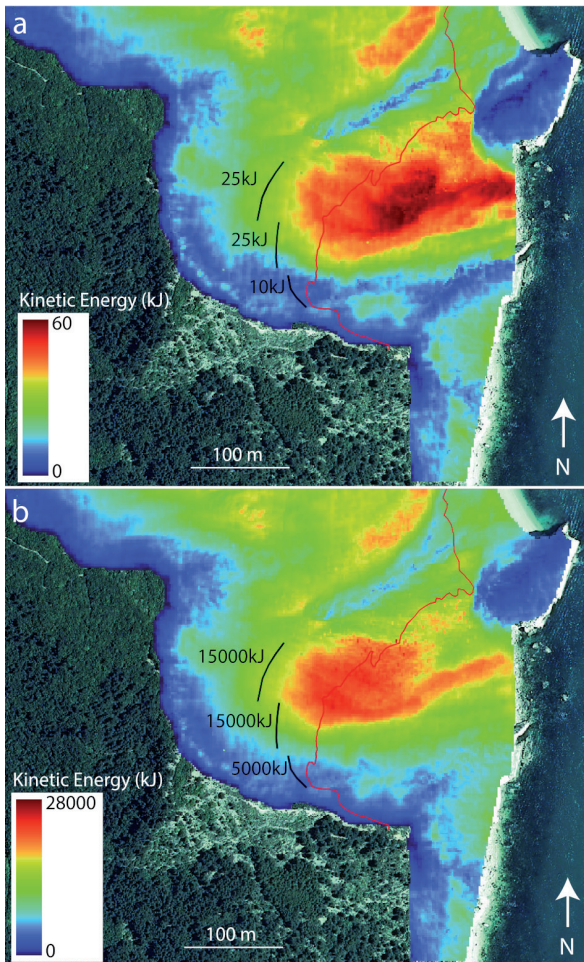 a
25kJ
25kJ
10kJ
Kinetic Energy (kJ)
60
0
100 m
N
b
15000kJ
15000kJ
5000kJ
Kinetic Energy (kJ)
28000
0
100 m
N